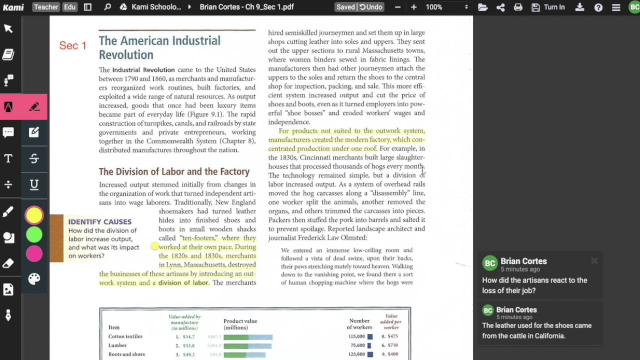 Kami
Teacher
Edu
Kami Schoolo...
Brian Cortes - Ch 9_Sec 1.pdf
Saved
Undo
Turn In
BC
Sec 1
The American Industrial
Revolution
The Industrial Revolution came to the United States
between 1790 and 1860, as merchants and manufactur-
ers reorganized work routines, built factories, and
exploited a wide range of natural resources. As output
increased, goods that once had been luxury items
became part of everyday life (Figure 9.1). The rapid
construction of turnpikes, canals, and railroads by state
governments and private entrepreneurs, working
together in the Commonwealth System (Chapter 8),
distributed manufactures throughout the nation.
The Division of Labor and the Factory
Increased output stemmed initially from changes in
the organization of work that turned independent arti-
sans into wage laborers. Traditionally, New England
shoemakers had turned leather
hides into finished shoes and
boots in small wooden shacks
called "ten-footers," where they
worked at their own pace. During
the 1820s and 1830s, merchants
in Lynn, Massachusetts, destroyed
the businesses of these artisans by introducing an out-
work system and a division of labor. The merchants
IDENTIFY CAUSES
How did the division of
labor increase output,
and what was its impact
on workers?
hired semiskilled journeymen and set them up in large
shops cutting leather into soles and uppers. They sent
out the upper sections to rural Massachusetts towns,
where women binders sewed in fabric linings. The
manufacturers then had other journeymen attach the
uppers to the soles and return the shoes to the central
shop for inspection, packing, and sale. This more effi-
cient system increased output and cut the price of
shoes and boots, even as it turned employers into pow-
erful "shoe bosses" and eroded workers' wages and
independence.
For products not suited to the outwork system,
manufacturers created the modern factory, which con-
centrated production under one roof. For example, in
the 1830s, Cincinnati merchants built large slaughter-
houses that processed thousands of hogs every month.
The technology remained simple, but a division of
labor increased output. As a system of overhead rails
moved the hog carcasses along a "disassembly" line,
one worker split the animals, another removed the
organs, and others trimmed the carcasses into pieces.
Packers then stuffed the pork into barrels and salted it
to prevent spoilage. Reported landscape architect and
journalist Frederick Law Olmsted:
We entered an immense low-ceiling room and
followed a vista of dead swine, upon their backs,
their paws stretching mutely toward heaven. Walking
down to the vanishing point, we found there a sort
of human chopping machine where the hogs were
Item
Value added by
manufacture
(in millions)
Product value
(millions)
Number
of workers
Value
added per
worker
Cotton textiles
1. $54.7
115,000
Lumber
75,600
Boots and shoes
123,000
BC
Brian Cortes
5 minutes ago
How did the artisans react to the
loss of their job?
Brian Cortes
5 minutes ago
The leather used for the shoes came
from the cattle in California.